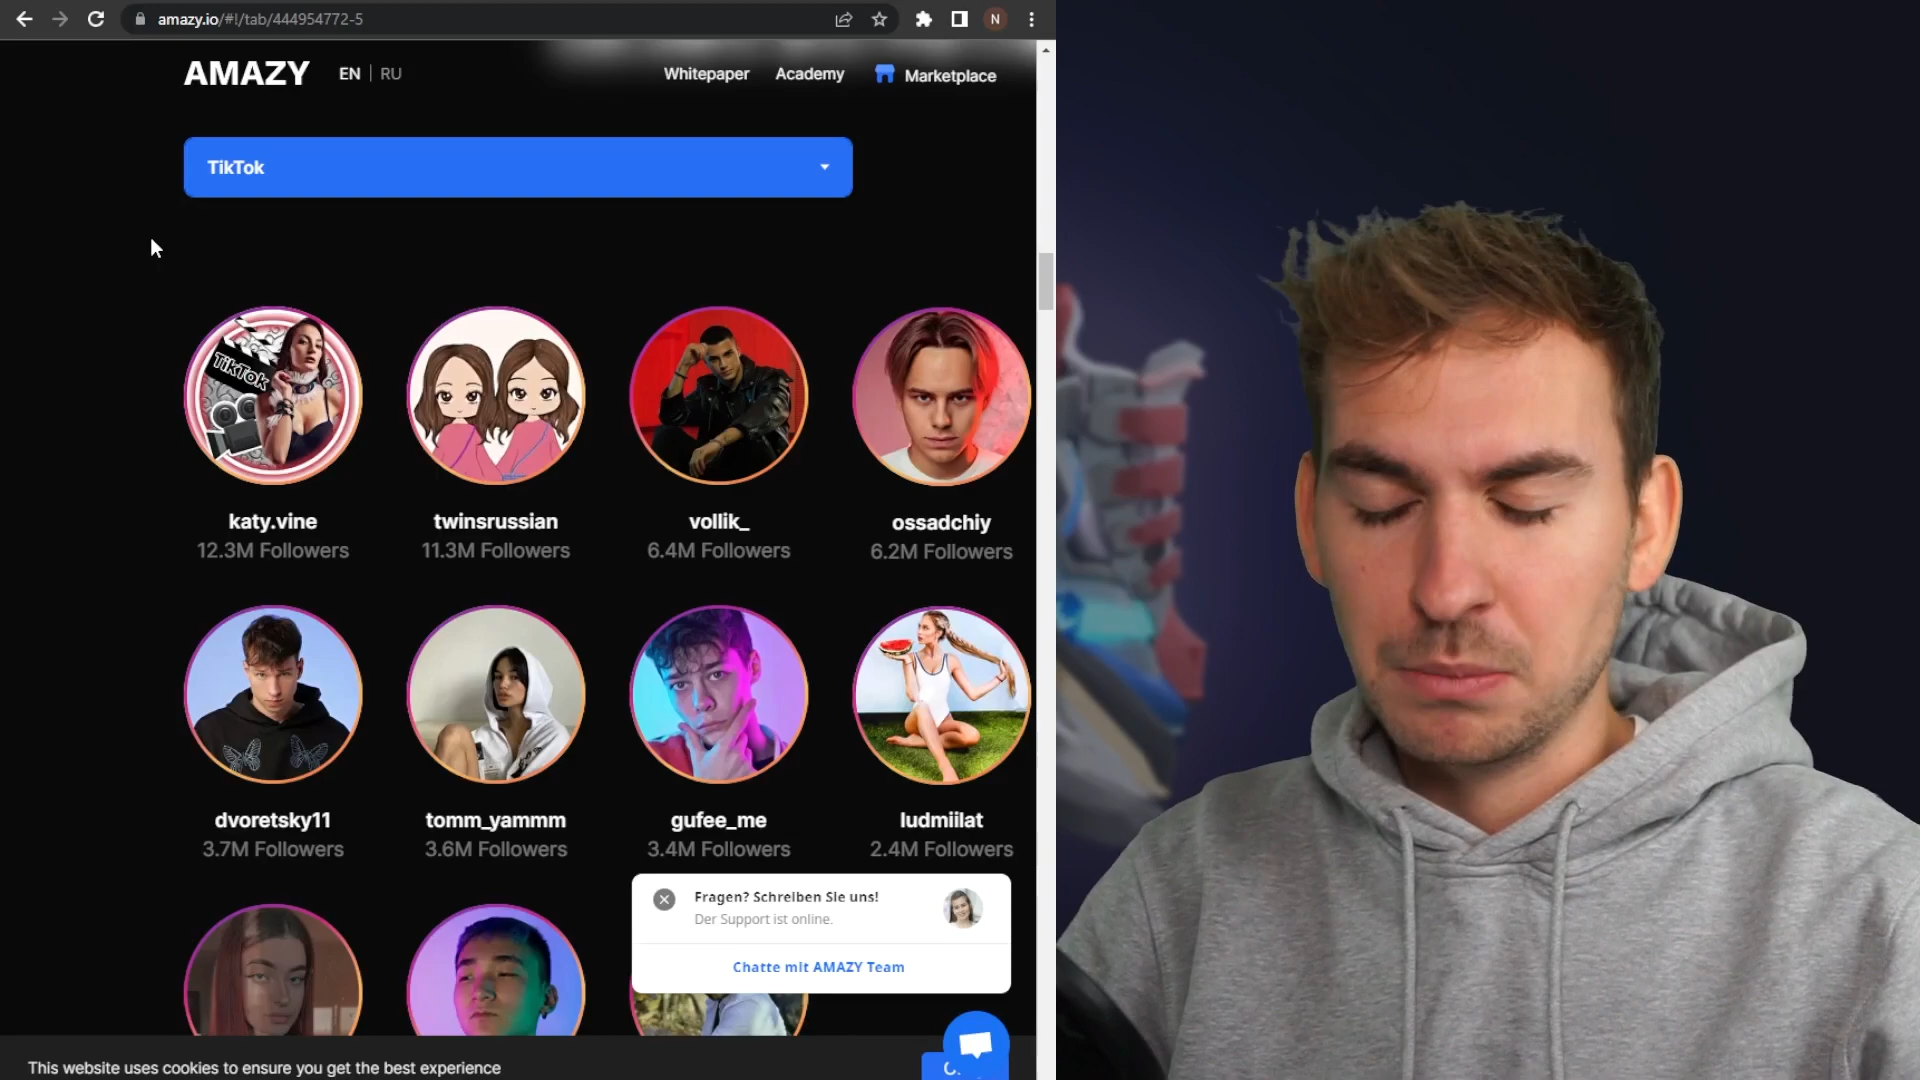 amazy.io/#!/tab/444954772-5
N
AMAZY
EN | RU
Whitepaper
Academy
Marketplace
TikTok
TikTok
katy.vine
12.3M Followers
twinsrussian
11.3M Followers
vollik_
6.4M Followers
ossadchiy
6.2M Followers
dvoretsky11
3.7M Followers
tomm_yammm
3.6M Followers
gufee_me
3.4M Followers
ludmiilat
2.4M Followers
Fragen? Schreiben Sie uns!
Der Support ist online.
Chatte mit AMAZY Team
This website uses cookies to ensure you get the best experience